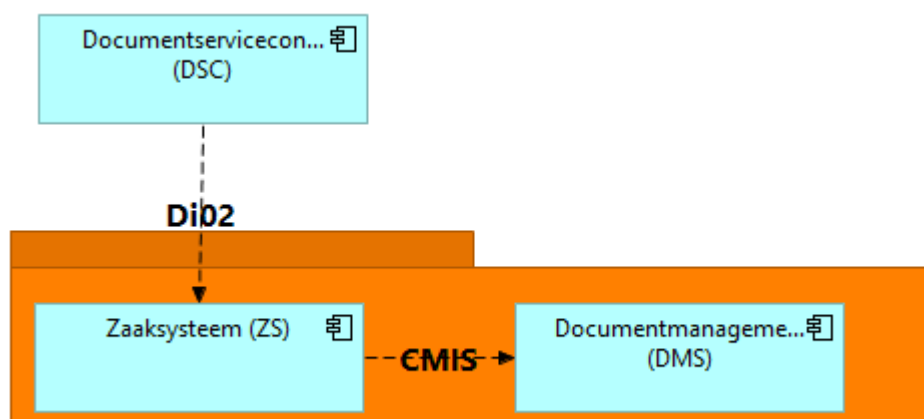 Documentservicecon...
(DSC)
Di02
Zaaksysteem (ZS)
CMIS
Documentmanageme...
(DMS)